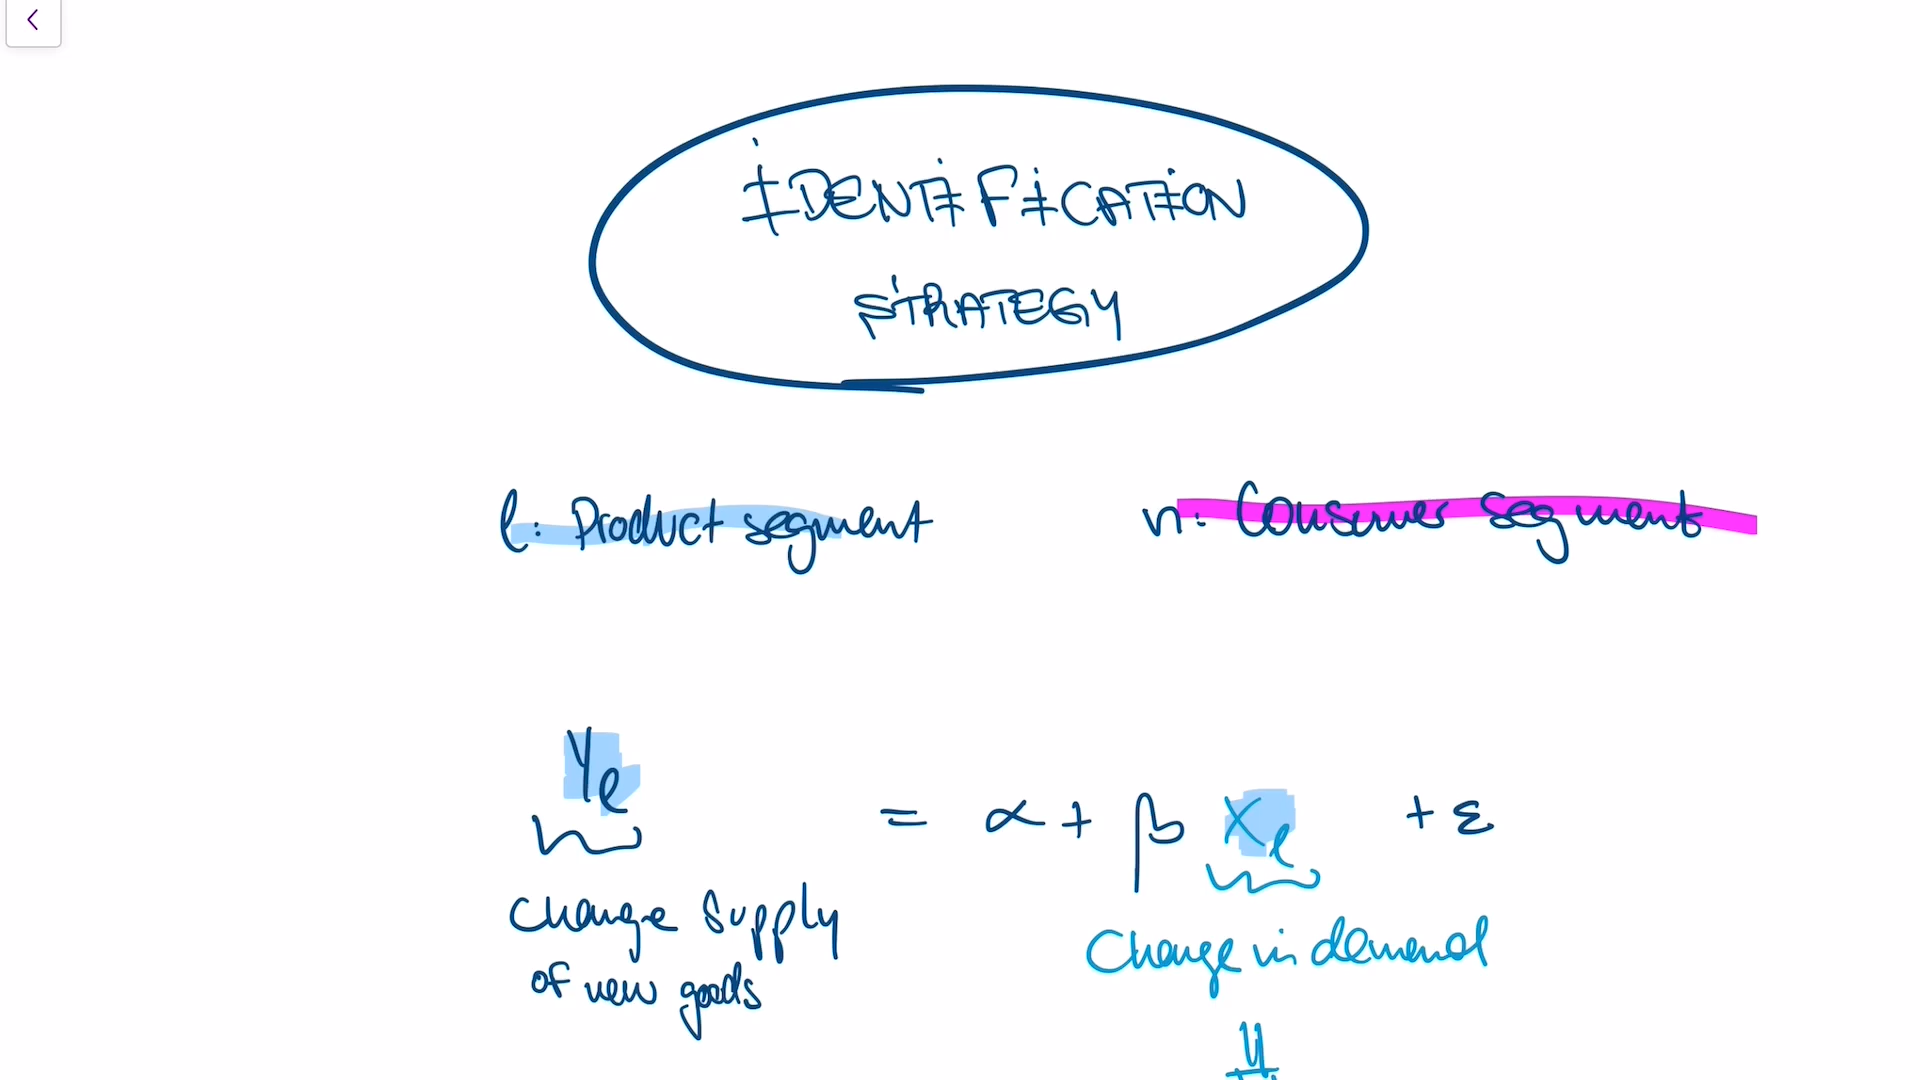 IDENTIFICATION
STRATEGY
l: Product segment
n: Consumer segment
Yl = α + β Xl + ε
Change supply
of new goods
Change in demand